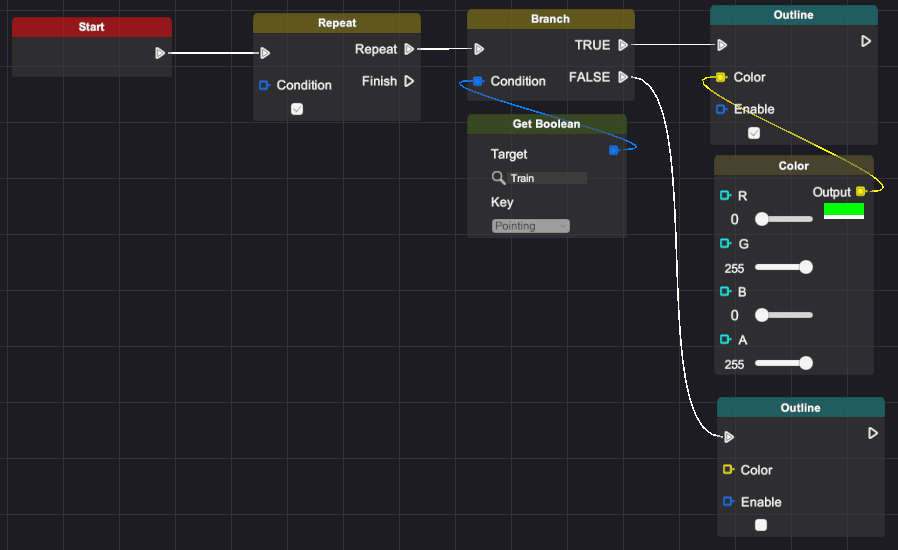 Start
Repeat
Repeat
Condition
Finish
Branch
TRUE
Condition
FALSE
Get Boolean
Target
Train
Key
Pointing
Outline
Color
Enable
Color
R
Output
0
G
255
B
0
A
255
Outline
Color
Enable